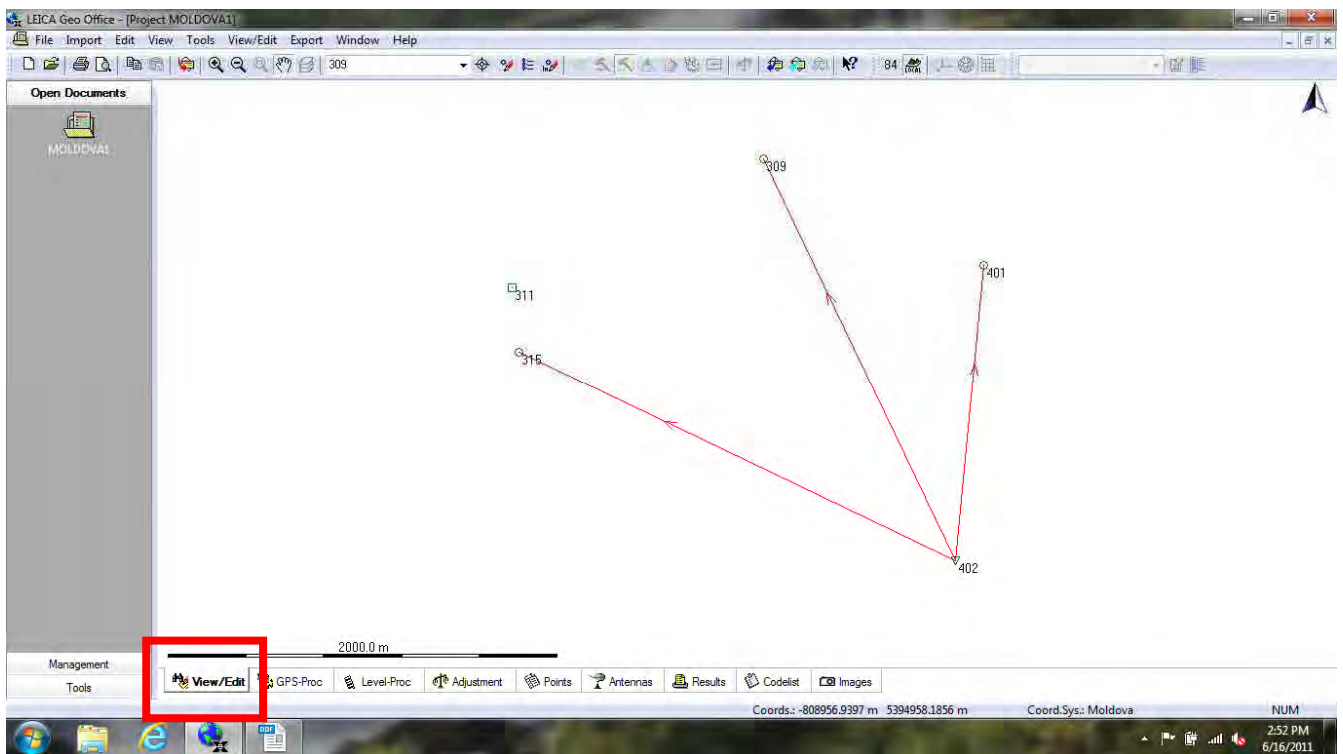 LEICA Geo Office - [Project MOLDOVA1]
File Import Edit View Tools View/Edit Export Window Help
309
84
LOCAL
Open Documents
MOLDOVA1
309
401
311
315
402
2000.0 m
Management
Tools
View/Edit GPS-Proc Level-Proc Adjustment Points Antennas Results Codelist Images
Coords.: -808956.9397 m 5394958.1856 m Coord.Sys.: Moldova NUM
PDF
2:52 PM
6/16/2011